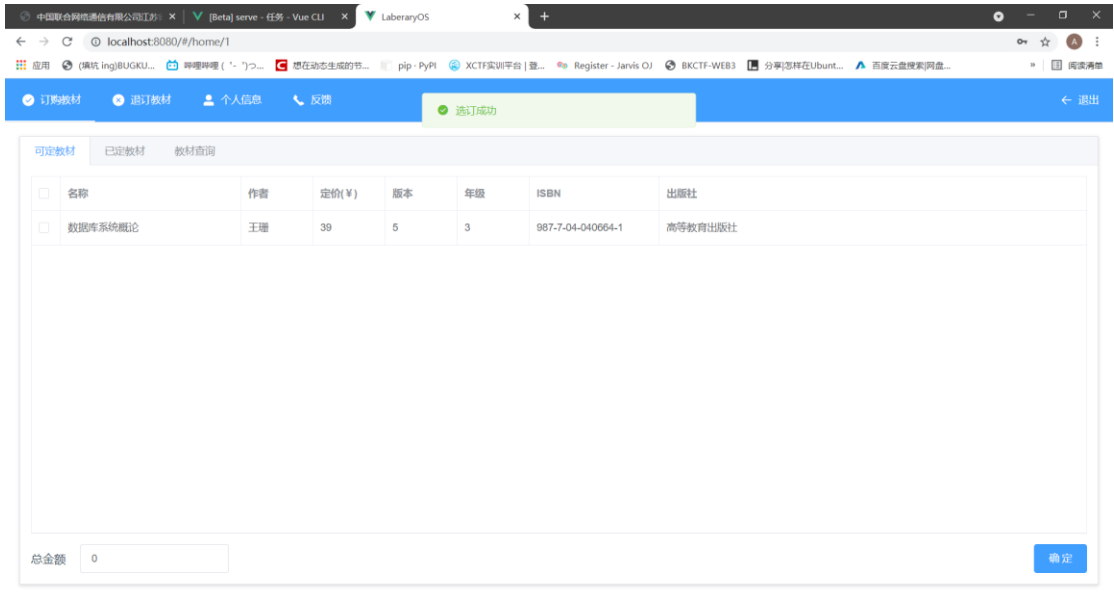 中国联合网络通信有限公司江苏
[Beta] serve - 任务 - Vue CLI
LaberaryOS
localhost:8080/#/home/1
A
应用 (填坑 ing)BUGKU... 哔哩哔哩 ( ゜- ゜)つ... 想在动态生成的节... pip · PyPI XCTF实训平台 | 登... Register - Jarvis OJ BKCTF-WEB3 分享|怎样在Ubunt... 百度云盘搜索|网盘... » 阅读清单
订购教材 退订教材 个人信息 反馈 选订成功 ← 退出
可定教材 已定教材 教材查询
名称 作者 定价(¥) 版本 年级 ISBN 出版社
数据库系统概论 王珊 39 5 3 987-7-04-040664-1 高等教育出版社
总金额 0 确定